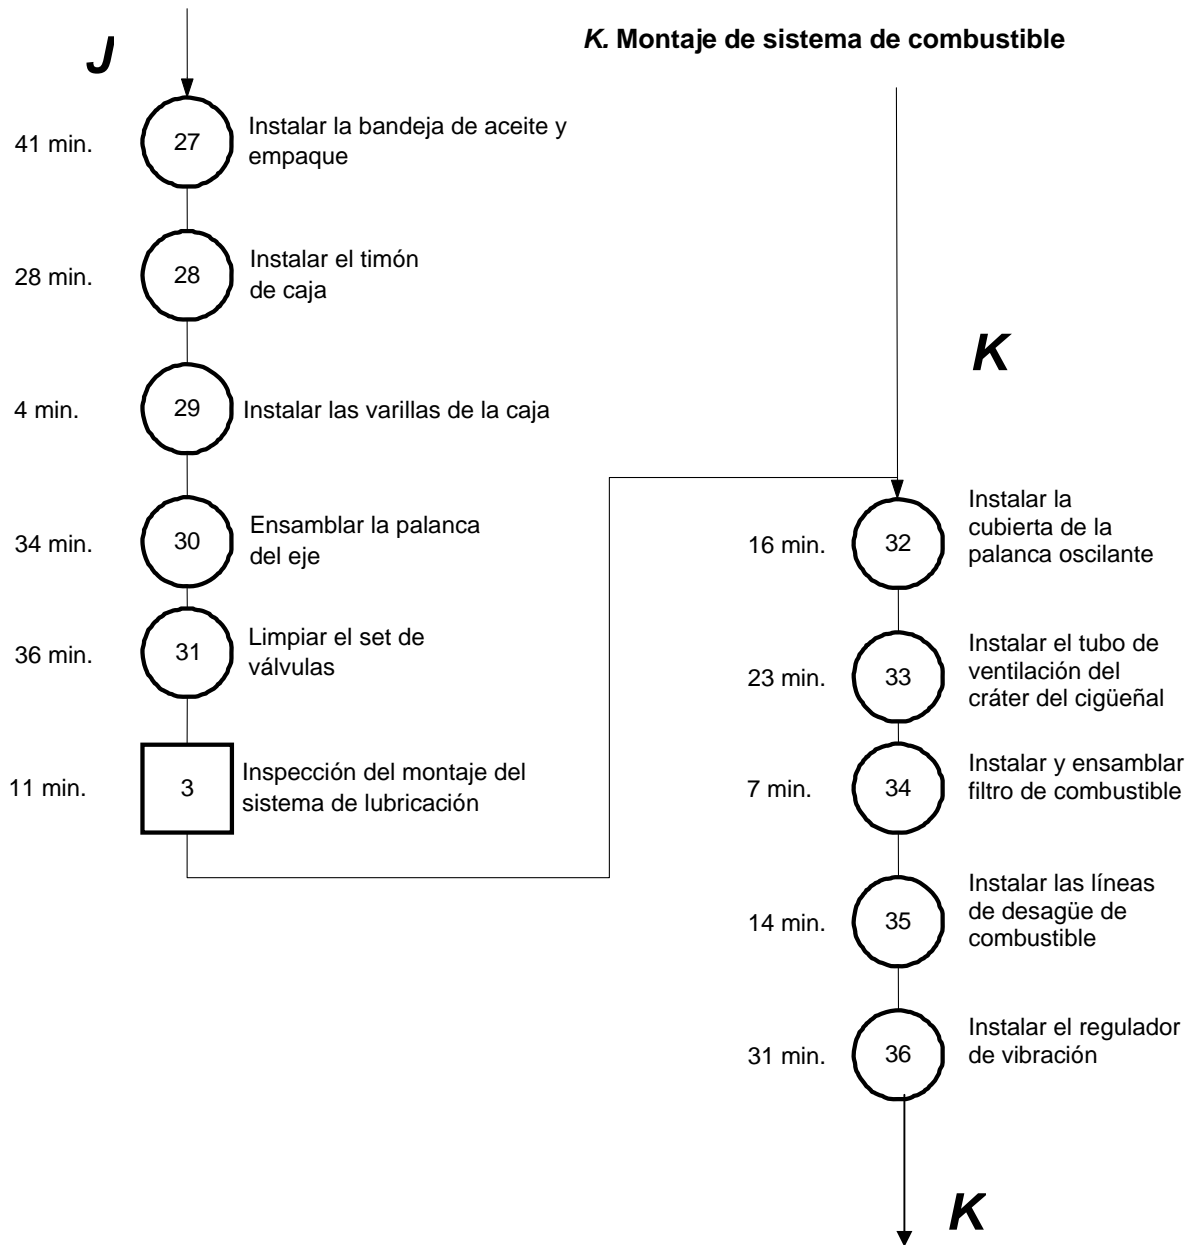 J
41 min.
27
Instalar la bandeja de aceite y
empaque
28 min.
28
Instalar el timón
de caja
4 min.
29
Instalar las varillas de la caja
34 min.
30
Ensamblar la palanca
del eje
36 min.
31
Limpiar el set de
válvulas
11 min.
3
Inspección del montaje del
sistema de lubricación
K. Montaje de sistema de combustible
K
16 min.
32
Instalar la
cubierta de la
palanca oscilante
23 min.
33
Instalar el tubo de
ventilación del
cráter del cigüeñal
7 min.
34
Instalar y ensamblar
filtro de combustible
14 min.
35
Instalar las líneas
de desagüe de
combustible
31 min.
36
Instalar el regulador
de vibración
K